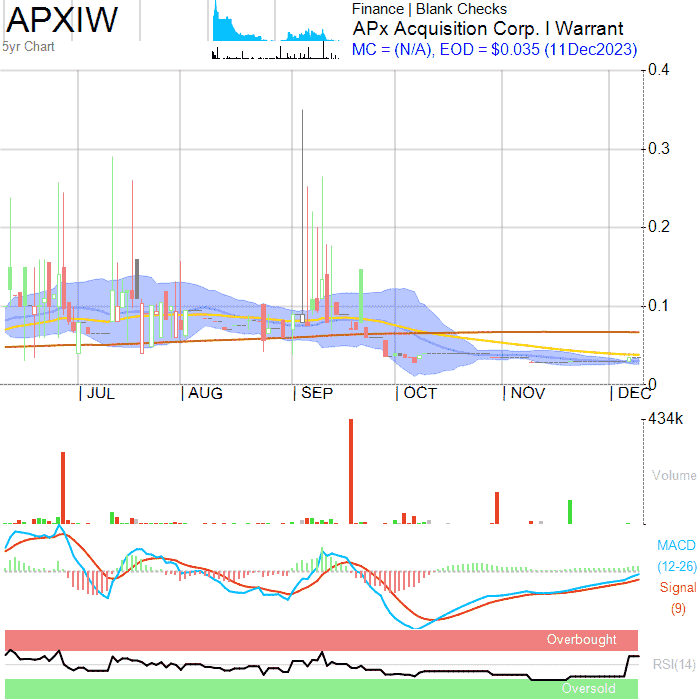 APXIW
5yr Chart
Finance | Blank Checks
APx Acquisition Corp. I Warrant
MC = (N/A), EOD = $0.035 (11Dec2023)
0.4
0.3
0.2
0.1
0
| JUL | AUG | SEP | OCT | NOV | DEC
434k
Volume
MACD
(12-26)
Signal
(9)
Overbought
RSI(14)
Oversold